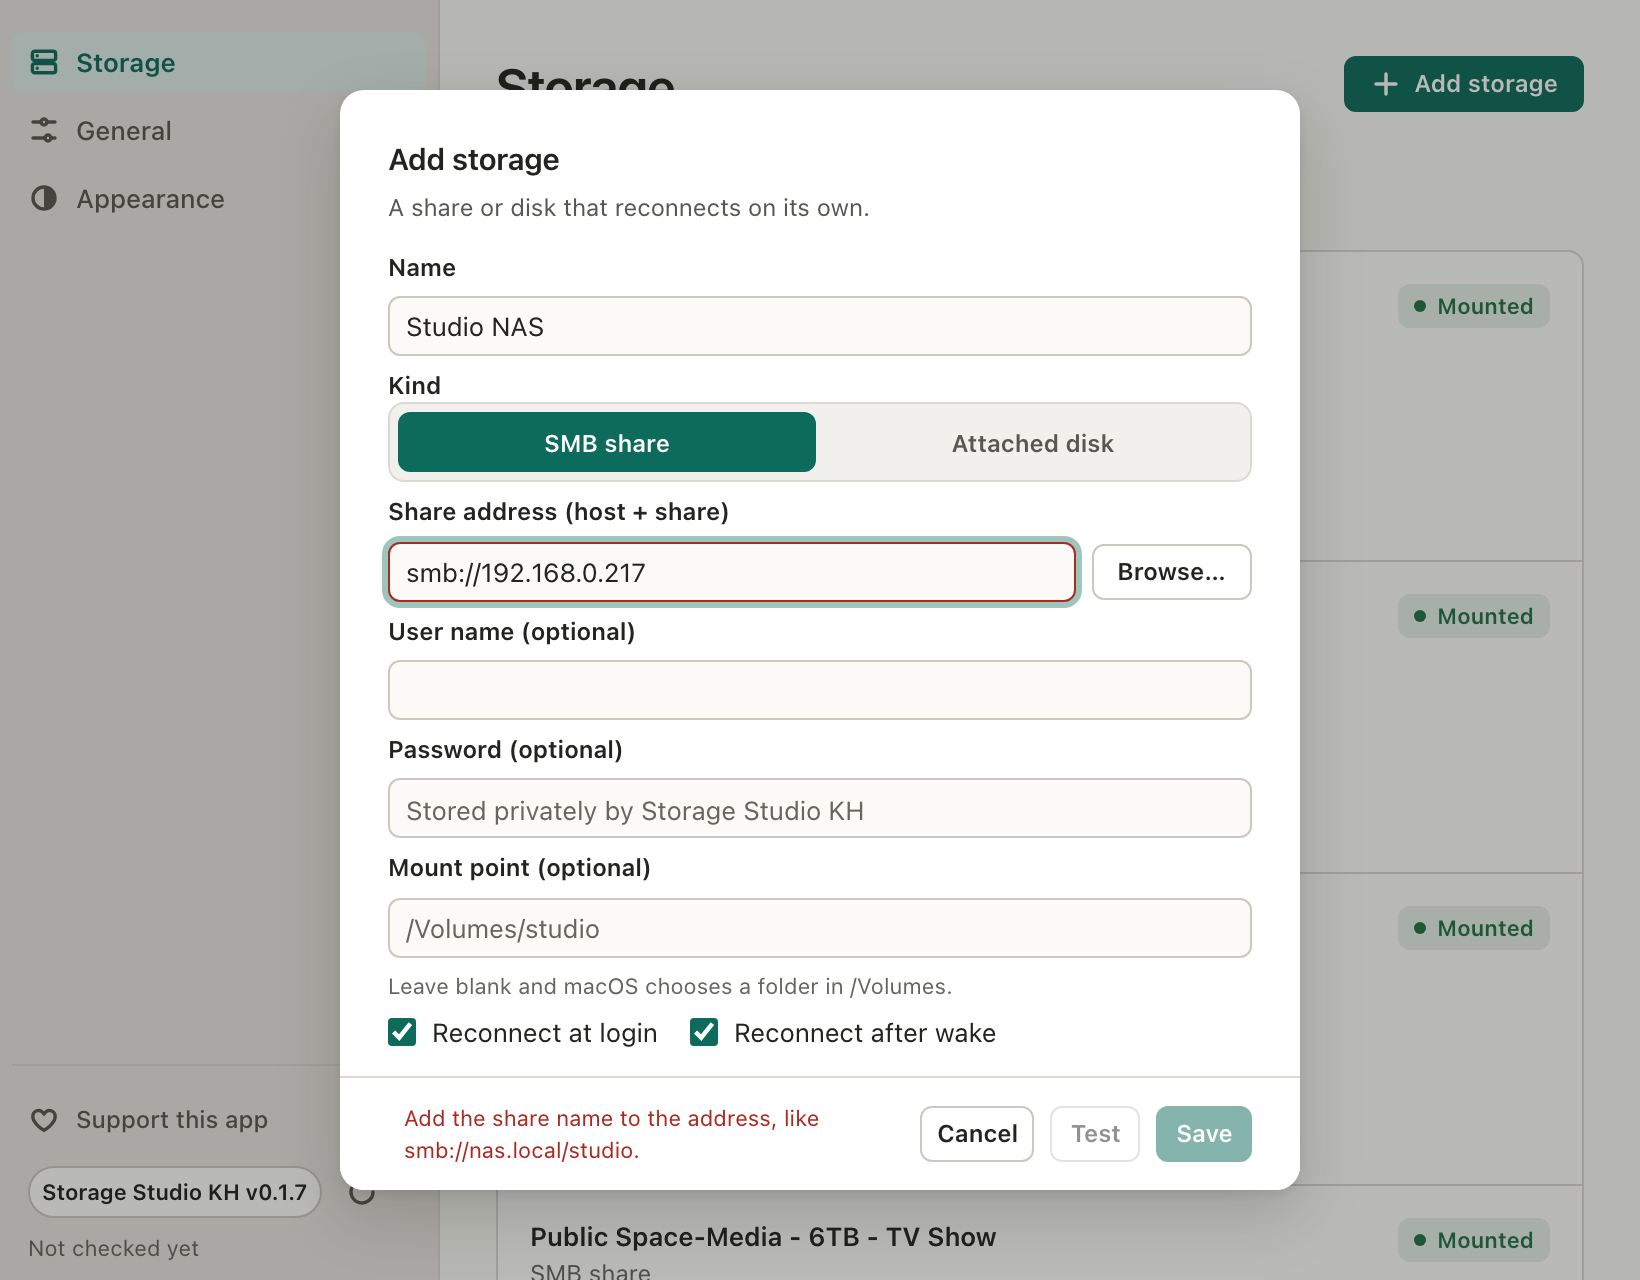 Storage
General
Appearance
Storage
Add storage
Add storage
A share or disk that reconnects on its own.
Name
Studio NAS
Kind
SMB share
Attached disk
Share address (host + share)
smb://192.168.0.217
Browse...
User name (optional)
Password (optional)
Stored privately by Storage Studio KH
Mount point (optional)
/Volumes/studio
Leave blank and macOS chooses a folder in /Volumes.
Reconnect at login
Reconnect after wake
Add the share name to the address, like
smb://nas.local/studio.
Cancel
Test
Save
Mounted
Mounted
Mounted
Public Space-Media - 6TB - TV Show
SMB share
Mounted
Support this app
Storage Studio KH v0.1.7
Not checked yet